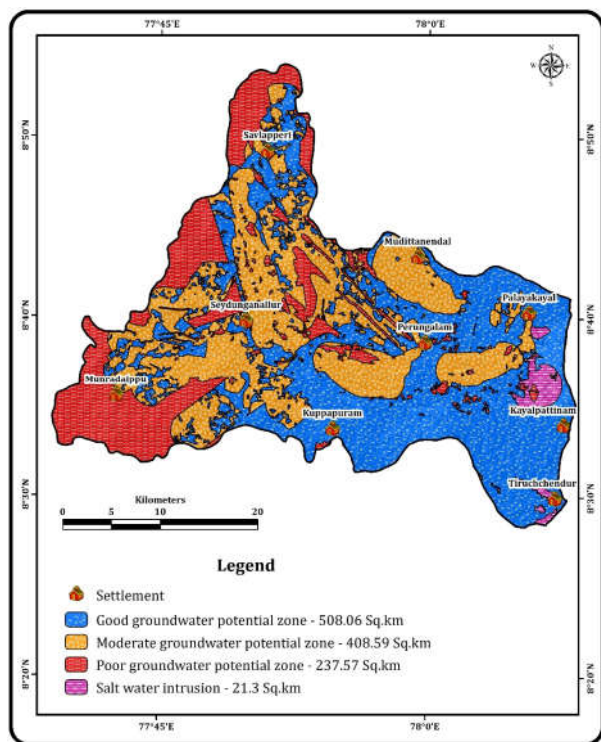 77°45´E 78°0´E
N
W E
S
8°50´N 8°50´N
Savlapperi
Mudittanendal
Palayakayal
Seydunganallur
8°40´N 8°40´N
Perungalam
Munradaippu
Kuppapuram
Kayalpattinam
Tiruchchendur
8°30´N 8°30´N
Kilometers
0 5 10 20
Legend
Settlement
Good groundwater potential zone - 508.06 Sq.km
Moderate groundwater potential zone - 408.59 Sq.km
Poor groundwater potential zone - 237.57 Sq.km
Salt water intrusion - 21.3 Sq.km
8°20´N 8°20´N
77°45´E 78°0´E